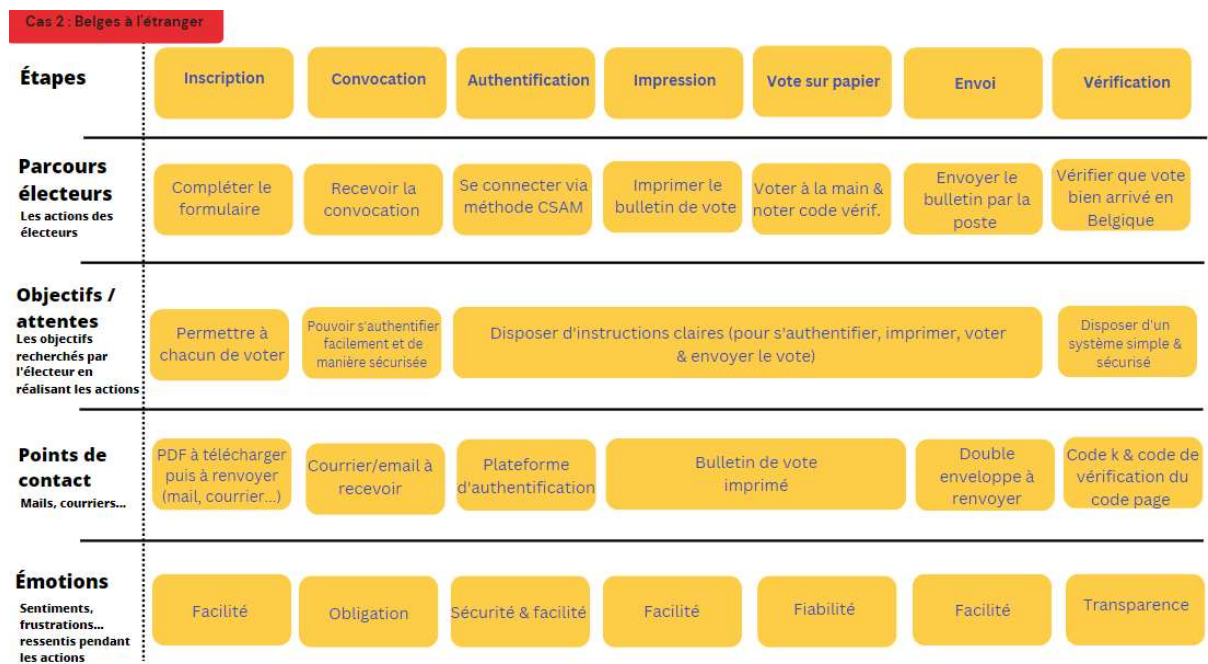 Cas 2 : Belges à l'étranger
Étapes
Inscription
Convocation
Authentification
Impression
Vote sur papier
Envoi
Vérification
Parcours
électeurs
Les actions des
électeurs
Compléter le
formulaire
Recevoir la
convocation
Se connecter via
méthode CSAM
Imprimer le
bulletin de vote
Voter à la main &
noter code vérif.
Envoyer le
bulletin par la
poste
Vérifier que vote
bien arrivé en
Belgique
Objectifs /
attentes
Les objectifs
recherchés par
l'électeur en
réalisant les actions
Permettre à
chacun de voter
Pouvoir s'authentifier
facilement et de
manière sécurisée
Disposer d'instructions claires (pour s'authentifier, imprimer, voter
& envoyer le vote)
Disposer d'un
système simple &
sécurisé
Points de
contact
Mails, courriers...
PDF à télécharger
puis à renvoyer
(mail, courrier...)
Courrier/email à
recevoir
Plateforme
d'authentification
Bulletin de vote
imprimé
Double
enveloppe à
renvoyer
Code k & code de
vérification du
code page
Émotions
Sentiments,
frustrations...
ressentis pendant
les actions
Facilité
Obligation
Sécurité & facilité
Facilité
Fiabilité
Facilité
Transparence